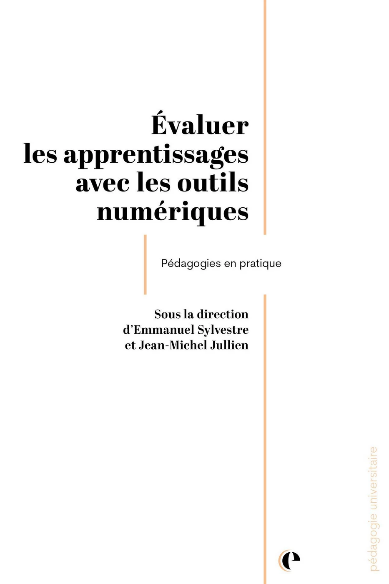 Évaluer
les apprentissages
avec les outils
numériques
Pédagogies en pratique
Sous la direction
d'Emmanuel Sylvestre
et Jean-Michel Jullien
pédagogie universitaire
e